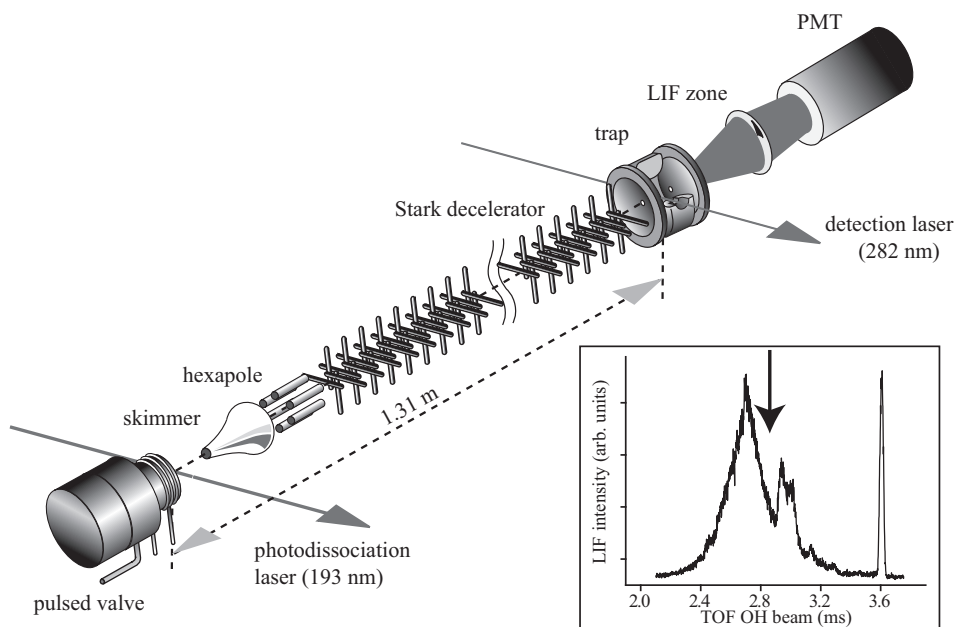 PMT
LIF zone
trap
Stark decelerator
detection laser
(282 nm)
hexapole
skimmer
1.31 m
photodissociation
laser (193 nm)
pulsed valve
LIF intensity (arb. units)
2.0 2.4 2.8 3.2 3.6
TOF OH beam (ms)